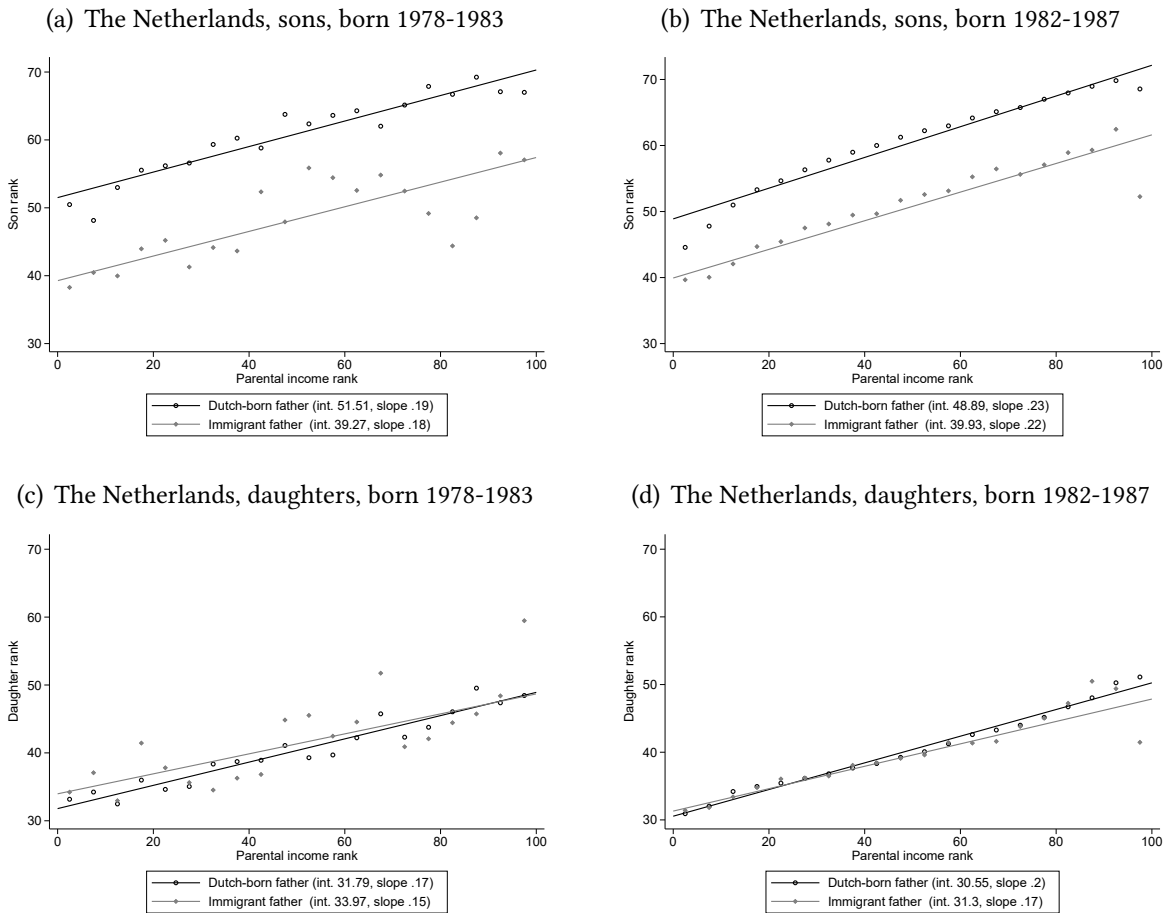 (a) The Netherlands, sons, born 1978-1983
70
60
50
40
30
Son rank
0 20 40 60 80 100
Parental income rank
Dutch-born father (int. 51.51, slope .19)
Immigrant father (int. 39.27, slope .18)
(b) The Netherlands, sons, born 1982-1987
70
60
50
40
30
Son rank
0 20 40 60 80 100
Parental income rank
Dutch-born father (int. 48.89, slope .23)
Immigrant father (int. 39.93, slope .22)
(c) The Netherlands, daughters, born 1978-1983
70
60
50
40
30
Daughter rank
0 20 40 60 80 100
Parental income rank
Dutch-born father (int. 31.79, slope .17)
Immigrant father (int. 33.97, slope .15)
(d) The Netherlands, daughters, born 1982-1987
70
60
50
40
30
Daughter rank
0 20 40 60 80 100
Parental income rank
Dutch-born father (int. 30.55, slope .2)
Immigrant father (int. 31.3, slope .17)